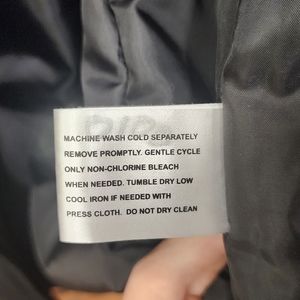 MACHINE WASH COLD SEPARATELY
REMOVE PROMPTLY. GENTLE CYCLE
ONLY NON-CHLORINE BLEACH
WHEN NEEDED. TUMBLE DRY LOW
COOL IRON IF NEEDED WITH
PRESS CLOTH. DO NOT DRY CLEAN